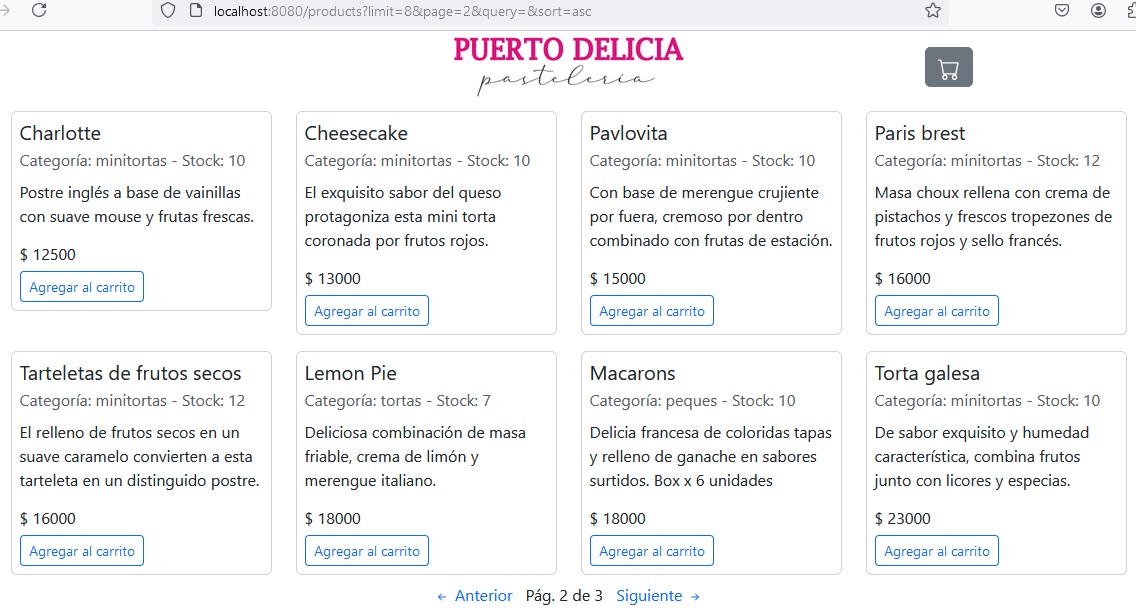 localhost:8080/products?limit=8&page=2&query=&sort=asc
PUERTO DELICIA
pastelería
Charlotte
Categoría: minitortas - Stock: 10
Postre inglés a base de vainillas
con suave mouse y frutas frescas.
$ 12500
Agregar al carrito
Cheesecake
Categoría: minitortas - Stock: 10
El exquisito sabor del queso
protagoniza esta mini torta
coronada por frutos rojos.
$ 13000
Agregar al carrito
Pavlovita
Categoría: minitortas - Stock: 10
Con base de merengue crujiente
por fuera, cremoso por dentro
combinado con frutas de estación.
$ 15000
Agregar al carrito
Paris brest
Categoría: minitortas - Stock: 12
Masa choux rellena con crema de
pistachos y frescos tropezones de
frutos rojos y sello francés.
$ 16000
Agregar al carrito
Tarteletas de frutos secos
Categoría: minitortas - Stock: 12
El relleno de frutos secos en un
suave caramelo convierten a esta
tarteleta en un distinguido postre.
$ 16000
Agregar al carrito
Lemon Pie
Categoría: tortas - Stock: 7
Deliciosa combinación de masa
friable, crema de limón y
merengue italiano.
$ 18000
Agregar al carrito
Macarons
Categoría: peques - Stock: 10
Delicia francesa de coloridas tapas
y relleno de ganache en sabores
surtidos. Box x 6 unidades
$ 18000
Agregar al carrito
Torta galesa
Categoría: minitortas - Stock: 10
De sabor exquisito y humedad
característica, combina frutos
junto con licores y especias.
$ 23000
Agregar al carrito
← Anterior Pág. 2 de 3 Siguiente →